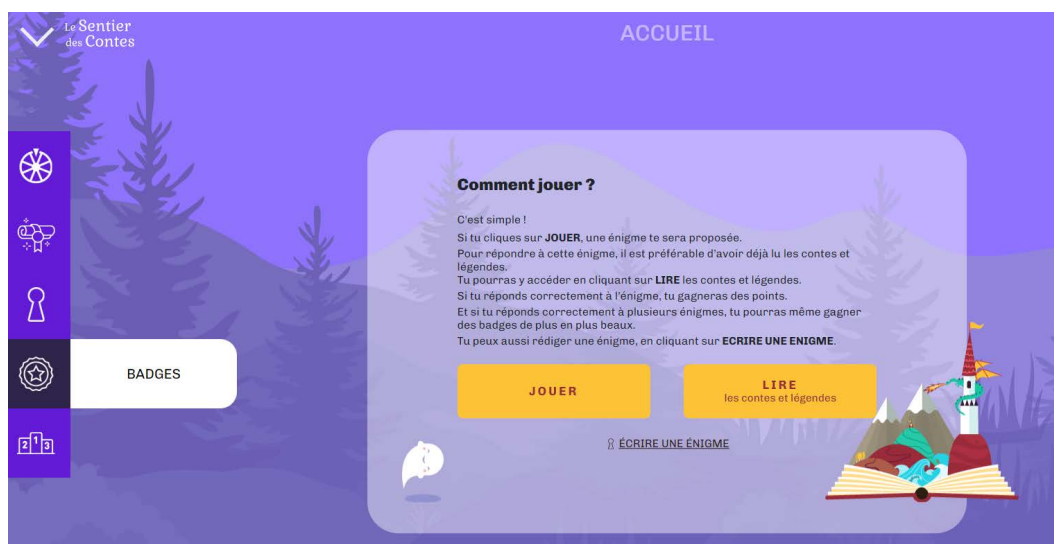 Le Sentier
des Contes
ACCUEIL
Comment jouer ?
C'est simple !
Si tu cliques sur JOUER, une énigme te sera proposée.
Pour répondre à cette énigme, il est préférable d'avoir déjà lu les contes et
légendes.
Tu pourras y accéder en cliquant sur LIRE les contes et légendes.
Si tu réponds correctement à l'énigme, tu gagneras des points.
Et si tu réponds correctement à plusieurs énigmes, tu pourras même gagner
des badges de plus en plus beaux.
Tu peux aussi rédiger une énigme, en cliquant sur ECRIRE UNE ENIGME.
BADGES
JOUER
LIRE
les contes et légendes
ÉCRIRE UNE ÉNIGME
2 1 3